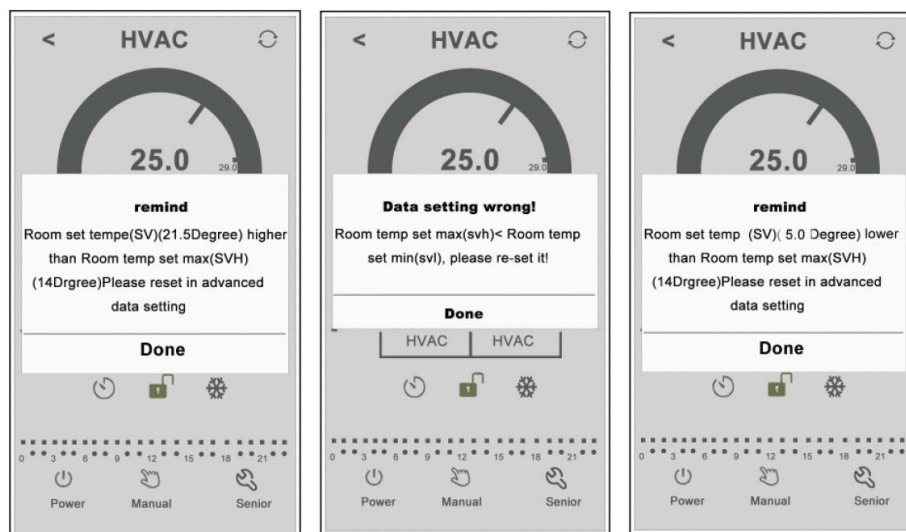 < HVAC
25.0
29.0
remind
Room set tempe(SV)(21.5Degree) higher
than Room temp set max(SVH)
(14Drgree)Please reset in advanced
data setting
Done
0 3 6 9 12 15 18 21
Power Manual Senior
< HVAC
25.0
29.0
Data setting wrong!
Room temp set max(svh)< Room temp
set min(svl), please re-set it!
Done
HVAC HVAC
0 3 6 9 12 15 18 21
Power Manual Senior
< HVAC
25.0
29.0
remind
Room set temp (SV)( 5.0 Degree) lower
than Room temp set max(SVH)
(14Drgree)Please reset in advanced
data setting
Done
0 3 6 9 12 15 18 21
Power Manual Senior